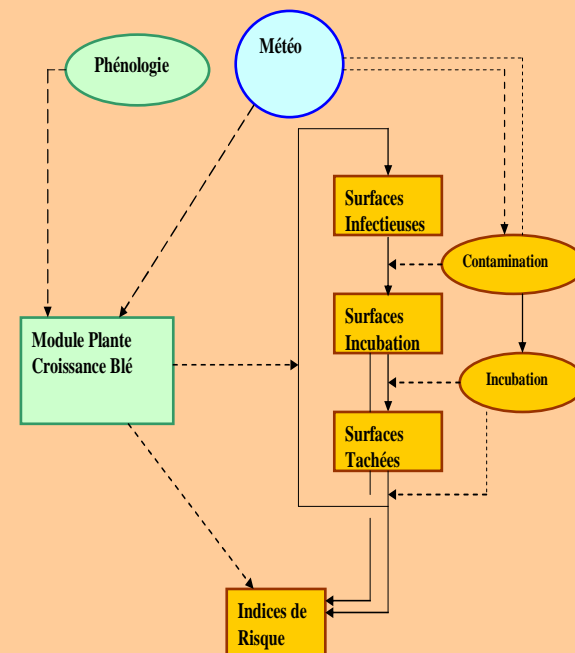 Météo
Phénologie
Surfaces
Infectieuses
Contamination
Surfaces
Incubation
Module Plante
Croissance Blé
Incubation
Surfaces
Tachées
Indices de
Risque